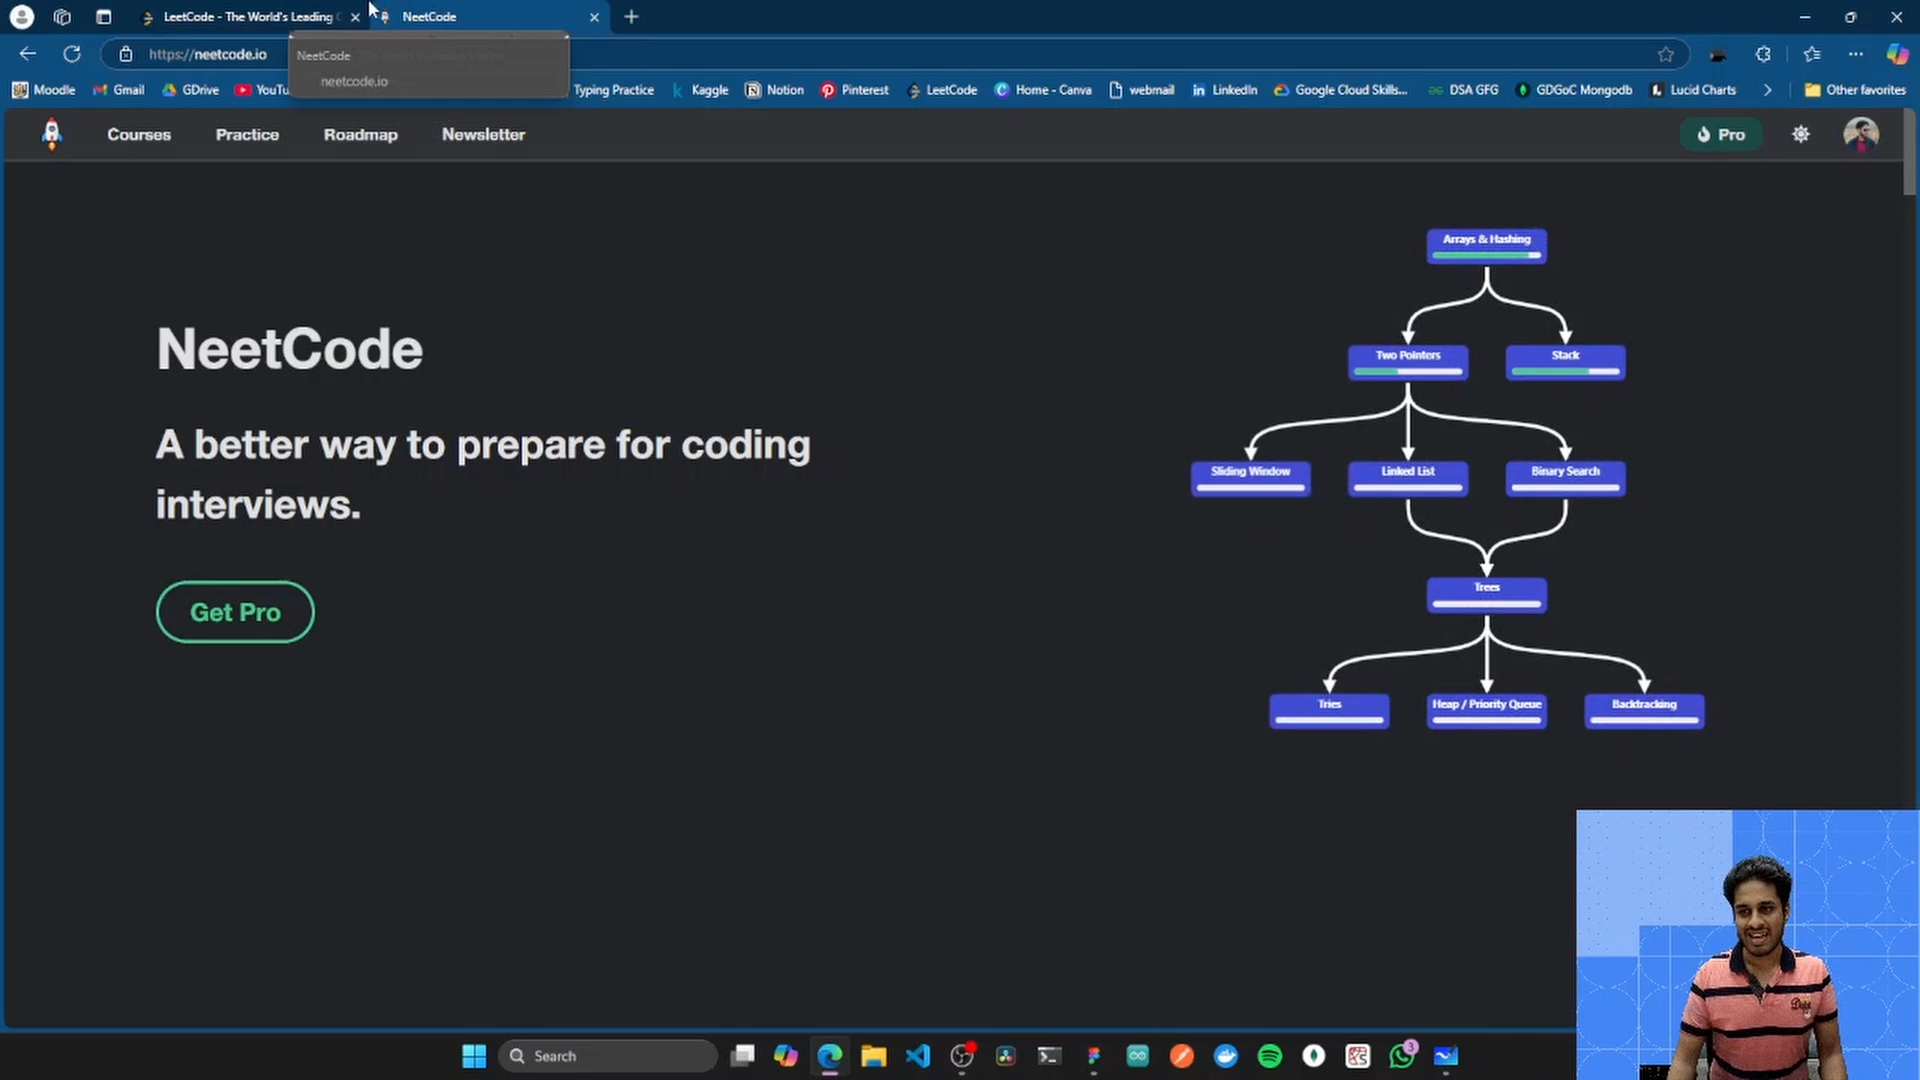 LeetCode - The World's Leading
NeetCode
https://neetcode.io
NeetCode
neetcode.io
Moodle
Gmail
GDrive
YouTu
Typing Practice
Kaggle
Notion
Pinterest
LeetCode
Home - Canva
webmail
LinkedIn
Google Cloud Skills...
DSA GFG
GDGoC Mongodb
Lucid Charts
Other favorites
Courses
Practice
Roadmap
Newsletter
Pro
NeetCode
A better way to prepare for coding
interviews.
Get Pro
Arrays & Hashing
Two Pointers
Stack
Sliding Window
Linked List
Binary Search
Trees
Tries
Heap / Priority Queue
Backtracking
Search
3